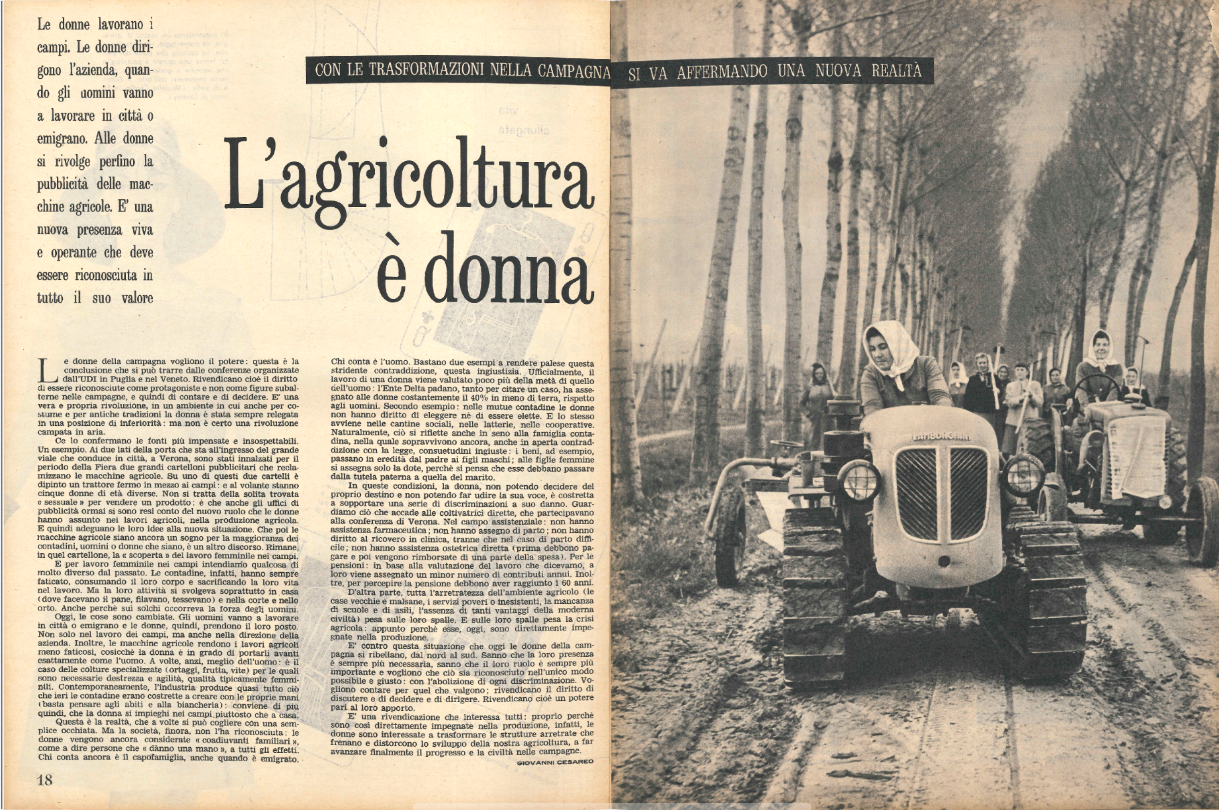 Le donne lavorano i
campi. Le donne diri-
gono l'azienda, quan-
do gli uomini vanno
a lavorare in città o
emigrano. Alle donne
si rivolge perfino la
pubblicità delle mac-
chine agricole. E' una
nuova presenza viva
e operante che deve
essere riconosciuta in
tutto il suo valore
CON LE TRASFORMAZIONI NELLA CAMPAGNA SI VA AFFERMANDO UNA NUOVA REALTÀ
L'agricoltura
è donna
Le donne della campagna vogliono il potere: questa è la
conclusione che si può trarre dalle conferenze organizzate
dall'UDI in Puglia e nel Veneto. Rivendicano cioè il diritto
di essere riconosciute come protagoniste e non come figure subal-
terne nelle campagne, e quindi di contare e di decidere. E' una
vera e propria rivoluzione, in un ambiente in cui anche per co-
stume e per antiche tradizioni la donna è stata sempre relegata
in una posizione di inferiorità: ma non è certo una rivoluzione
campata in aria.
Ce lo confermano le fonti più impensate e insospettabili.
Un esempio. Ai due lati della porta che sta all'ingresso del grande
viale che conduce in città, a Verona, sono stati innalzati per il
periodo della Fiera due grandi cartelloni pubblicitari che recla-
mizzano le macchine agricole. Su uno di questi due cartelli è
dipinto un trattore fermo in mezzo ai campi: e al volante stanno
cinque donne di età diverse. Non si tratta della solita trovata
« sensuale » per vendere un prodotto: è che anche gli uffici di
pubblicità ormai si sono resi conto del nuovo ruolo che le donne
hanno assunto nei lavori agricoli, nella produzione agricola.
E quindi adeguano le loro idee alla nuova situazione. Che poi le
macchine agricole siano ancora un sogno per la maggioranza dei
contadini, uomini o donne che siano, è un altro discorso. Rimane,
in quel cartellone, la « scoperta » del lavoro femminile nei campi.
E per lavoro femminile nei campi intendiamo qualcosa di
molto diverso dal passato. Le contadine, infatti, hanno sempre
faticato, consumando il loro corpo e sacrificando la loro vita
nel lavoro. Ma la loro attività si svolgeva soprattutto in casa
(dove facevano il pane, filavano, tessevano) e nella corte e nello
orto. Anche perchè sui solchi occorreva la forza degli uomini.
Oggi, le cose sono cambiate. Gli uomini vanno a lavorare
in città o emigrano e le donne, quindi, prendono il loro posto.
Non solo nel lavoro dei campi, ma anche nella direzione della
azienda. Inoltre, le macchine agricole rendono i lavori agricoli
meno faticosi, cosicchè la donna è in grado di portarli avanti
esattamente come l'uomo. A volte, anzi, meglio dell'uomo: è il
caso delle colture specializzate (ortaggi, frutta, vite) per le quali
sono necessarie destrezza e agilità, qualità tipicamente femmi-
nili. Contemporaneamente, l'industria produce quasi tutto ciò
che ieri le contadine erano costrette a creare con le proprie mani
(basta pensare agli abiti e alla biancheria): conviene di più
quindi, che la donna si impieghi nei campi piuttosto che a casa.
Questa è la realtà, che a volte si può cogliere con una sem-
plice occhiata. Ma la società, finora, non l'ha riconosciuta: le
donne vengono ancora considerate « coadiuvanti familiari »,
come a dire persone che « dànno una mano », a tutti gli effetti.
Chi conta ancora è il capofamiglia, anche quando è emigrato.
18
Chi conta è l'uomo. Bastano due esempi a rendere palese questa
stridente contraddizione, questa ingiustizia. Ufficialmente, il
lavoro di una donna viene valutato poco più della metà di quello
dell'uomo: l'Ente Delta padano, tanto per citare un caso, ha asse-
gnato alle donne costantemente il 40% in meno di terra, rispetto
agli uomini. Secondo esempio: nelle mutue contadine le donne
non hanno diritto di eleggere nè di essere elette. E lo stesso
avviene nelle cantine sociali, nelle latterie, nelle cooperative.
Naturalmente, ciò si riflette anche in seno alla famiglia conta-
dina, nella quale sopravvivono ancora, anche in aperta contrad-
dizione con la legge, consuetudini ingiuste: i beni, ad esempio,
passano in eredità dal padre ai figli maschi; alle figlie femmine
si assegna solo la dote, perchè si pensa che esse debbano passare
dalla tutela paterna a quella del marito.
In queste condizioni, la donna, non potendo decidere del
proprio destino e non potendo far udire la sua voce, è costretta
a sopportare una serie di discriminazioni a suo danno. Guar-
diamo ciò che accade alle coltivatrici dirette, che partecipavano
alla conferenza di Verona. Nel campo assistenziale: non hanno
assistenza farmaceutica; non hanno assegno di parto; non hanno
diritto al ricovero in clinica, tranne che nel caso di parto diffi-
cile; non hanno assistenza ostetrica diretta (prima debbono pa-
gare e poi vengono rimborsate di una parte della spesa). Per le
pensioni: in base alla valutazione del lavoro che dicevamo, a
loro viene assegnato un minor numero di contributi annui. Inol-
tre, per percepire la pensione debbono aver raggiunto i 60 anni.
D'altra parte, tutta l'arretratezza dell'ambiente agricolo (le
case vecchie e malsane, i servizi poveri o inesistenti, la mancanza
di scuole e di asili, l'assenza di tanti vantaggi della moderna
civiltà) pesa sulle loro spalle. E sulle loro spalle pesa la crisi
agricola: appunto perchè esse, oggi, sono direttamente impe-
gnate nella produzione.
E' contro questa situazione che oggi le donne della cam-
pagna si ribellano, dal nord al sud. Sanno che la loro presenza
è sempre più necessaria, sanno che il loro ruolo è sempre più
importante e vogliono che ciò sia riconosciuto nell'unico modo
possibile e giusto: con l'abolizione di ogni discriminazione. Vo-
gliono contare per quel che valgono; rivendicano il diritto di
discutere e di decidere e di dirigere. Rivendicano cioè un potere
pari al loro apporto.
E' una rivendicazione che interessa tutti: proprio perchè
sono così direttamente impegnate nella produzione, infatti, le
donne sono interessate a trasformare le strutture arretrate che
frenano e distorcono lo sviluppo della nostra agricoltura, a far
avanzare finalmente il progresso e la civiltà nelle campagne.
GIOVANNI CESAREO
LAMBORGHINI